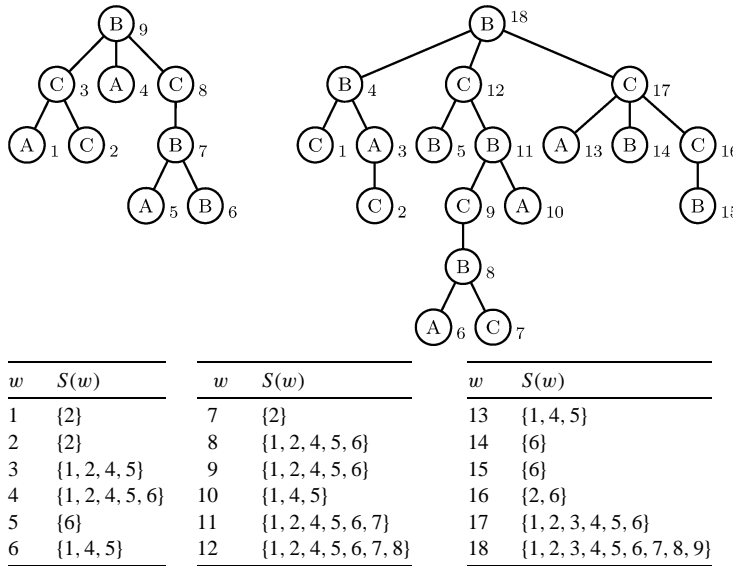 B 9 B 18
C 3 A 4 C 8 B 4 C 12 C 17
A 1 C 2 B 7 C 1 A 3 B 5 B 11 A 13 B 14 C 16
A 5 B 6 C 2 C 9 A 10 B 15
B 8
A 6 C 7
w S(w) w S(w) w S(w)
1 {2} 7 {2} 13 {1, 4, 5}
2 {2} 8 {1, 2, 4, 5, 6} 14 {6}
3 {1, 2, 4, 5} 9 {1, 2, 4, 5, 6} 15 {6}
4 {1, 2, 4, 5, 6} 10 {1, 4, 5} 16 {2, 6}
5 {6} 11 {1, 2, 4, 5, 6, 7} 17 {1, 2, 3, 4, 5, 6}
6 {1, 4, 5} 12 {1, 2, 4, 5, 6, 7, 8} 18 {1, 2, 3, 4, 5, 6, 7, 8, 9}